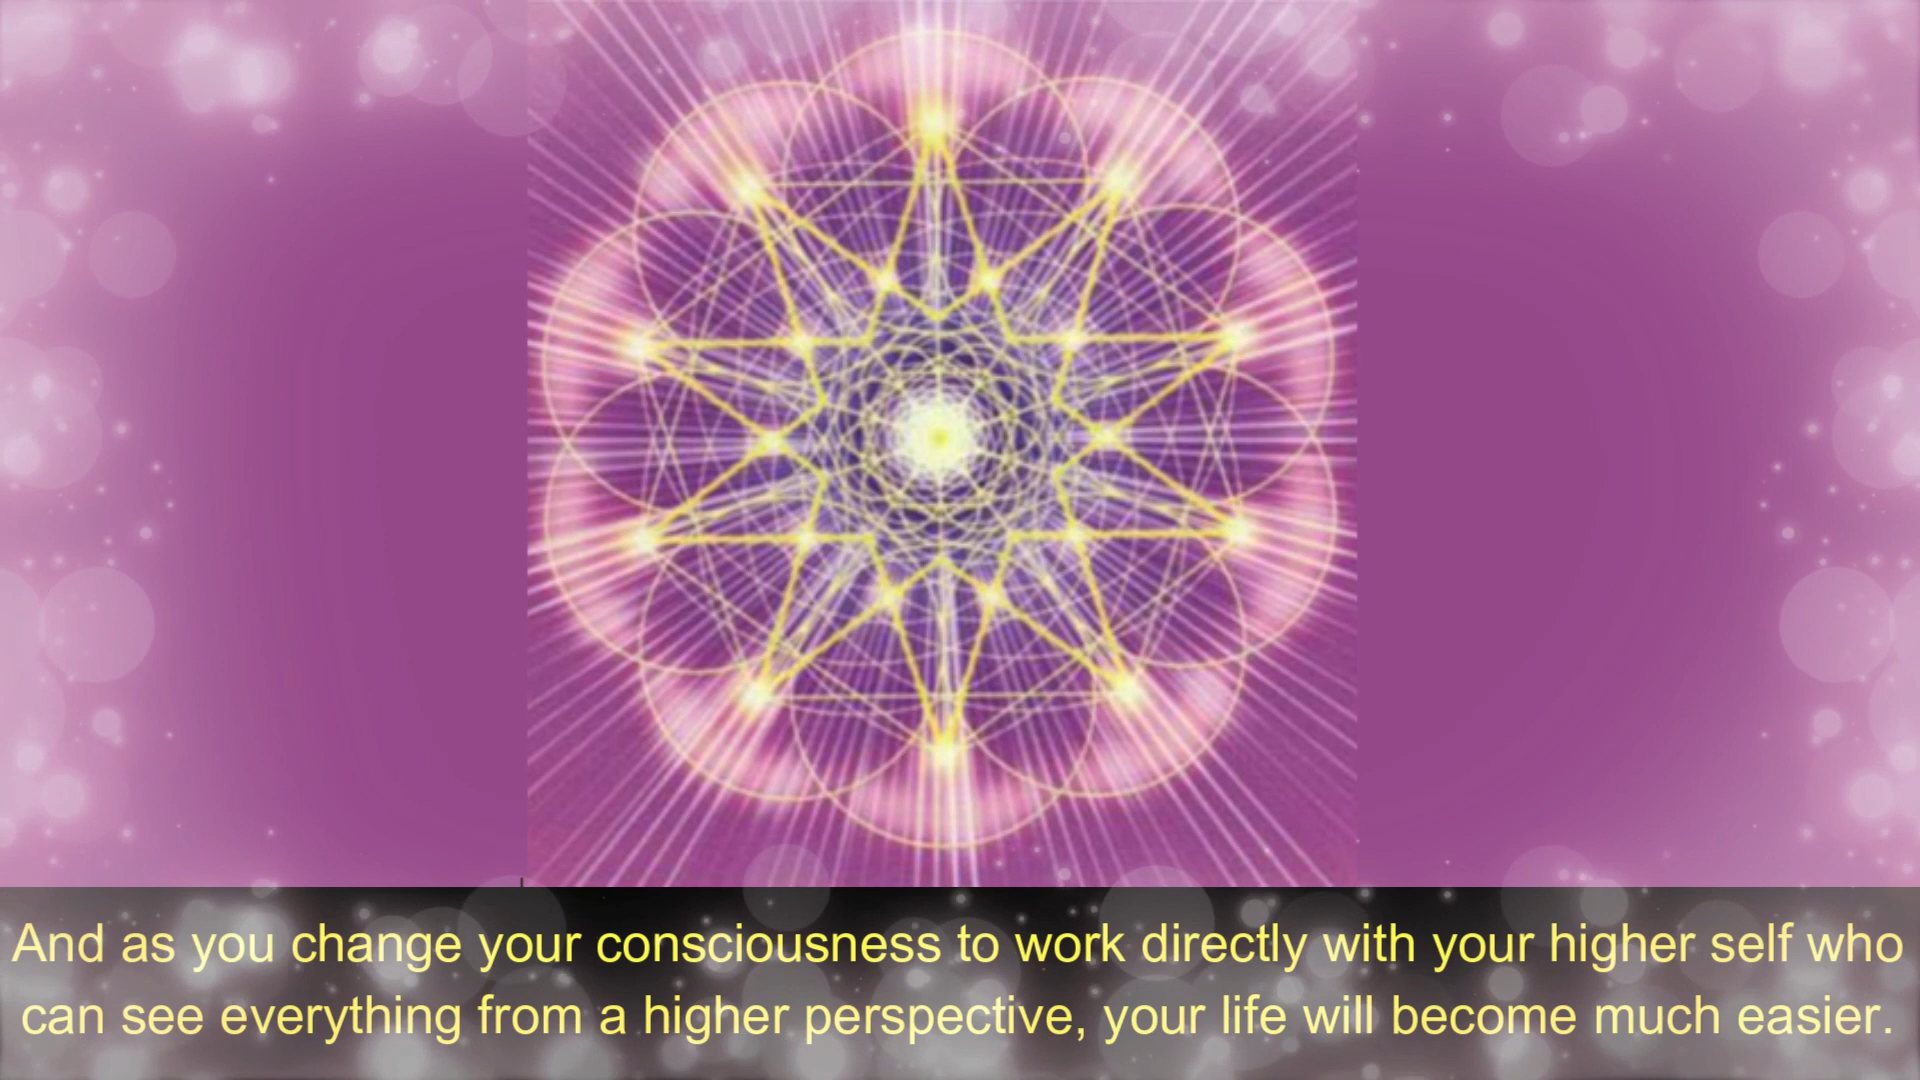 And as you change your consciousness to work directly with your higher self who
can see everything from a higher perspective, your life will become much easier.